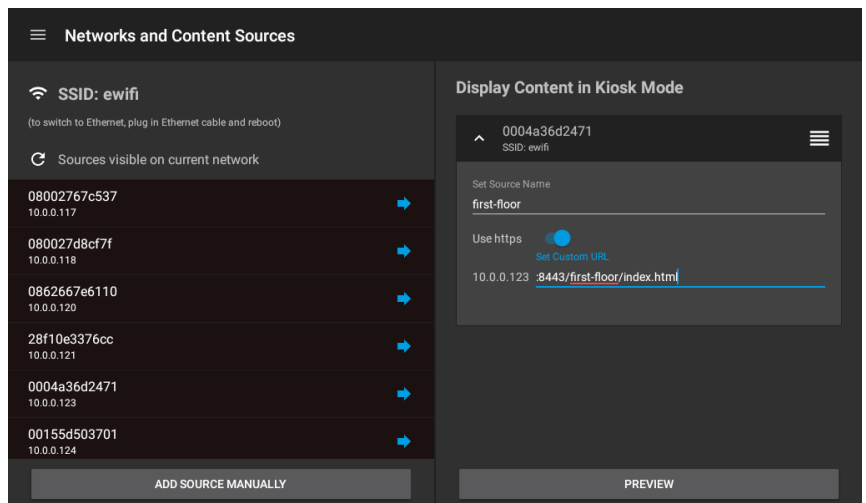 Networks and Content Sources
SSID: ewifi
(to switch to Ethernet, plug in Ethernet cable and reboot)
Sources visible on current network
08002767c537
10.0.0.117
080027d8cf7f
10.0.0.118
0862667e6110
10.0.0.120
28f10e3376cc
10.0.0.121
0004a36d2471
10.0.0.123
00155d503701
10.0.0.124
ADD SOURCE MANUALLY
Display Content in Kiosk Mode
0004a36d2471
SSID: ewifi
Set Source Name
first-floor
Use https
Set Custom URL
10.0.0.123 :8443/first-floor/index.html
PREVIEW